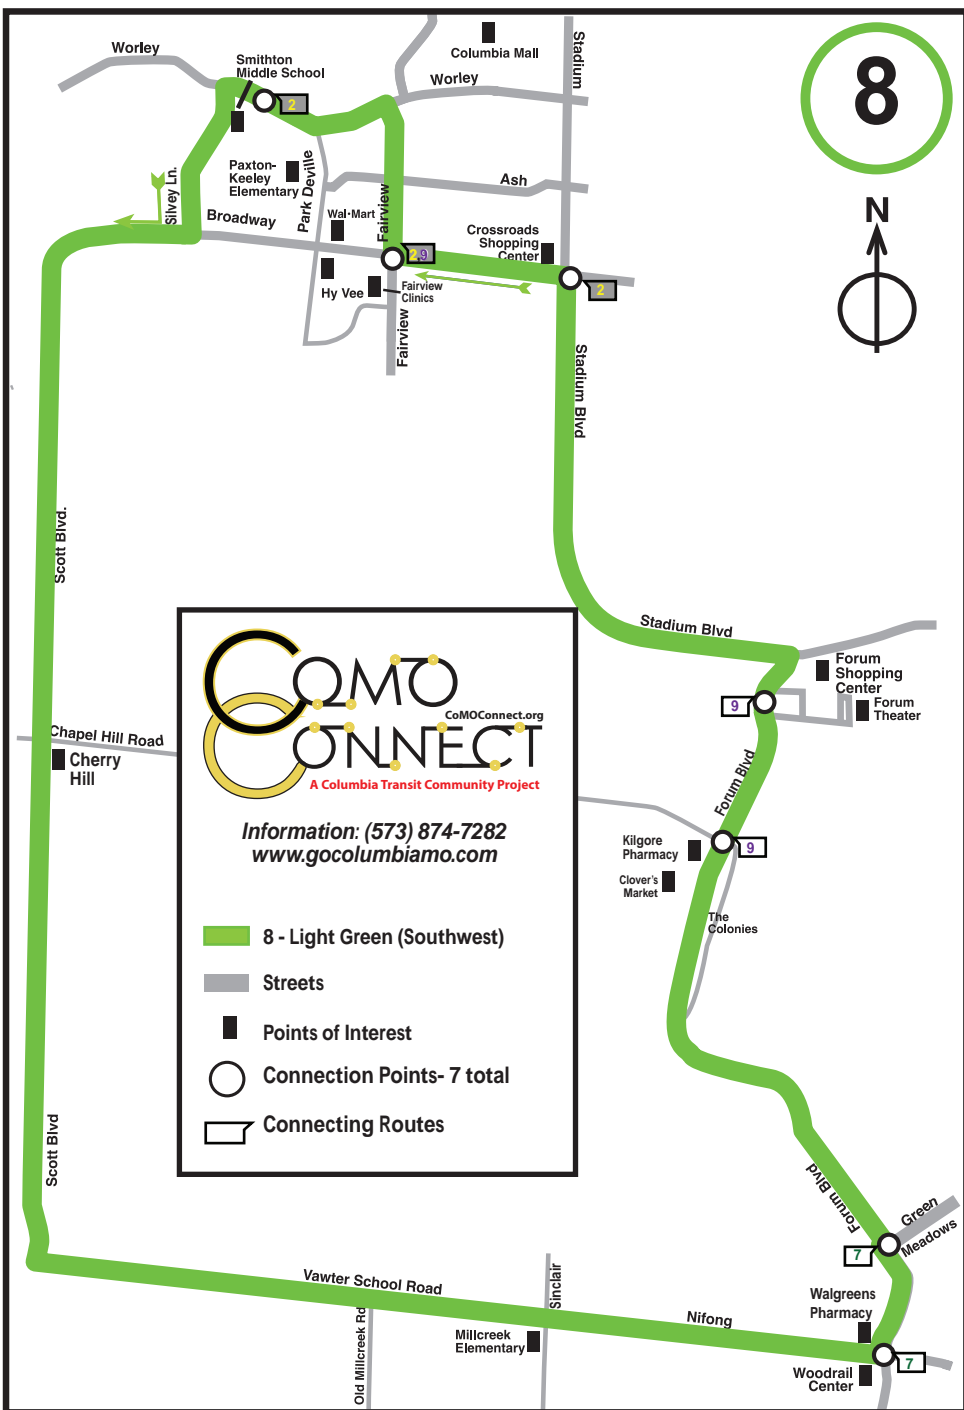 Worley
Smithton
Middle School
2
Columbia Mall
Worley
Stadium
8
N
Paxton-
Keeley
Elementary
Park Deville
Silvey Ln.
Broadway
Wal-Mart
Fairview
Ash
Crossroads
Shopping
Center
2,9
Hy Vee
Fairview
Clinics
2
Fairview
Stadium Blvd
Scott Blvd.
Stadium Blvd
Forum
Shopping
Center
Forum
Theater
9
COMO
CoMOConnect.org
CONNECT
A Columbia Transit Community Project
Information: (573) 874-7282
www.gocolumbiamo.com
Chapel Hill Road
Cherry
Hill
Forum Blvd
Kilgore
Pharmacy
9
Clover's
Market
The
Colonies
8 - Light Green (Southwest)
Streets
Points of Interest
Connection Points- 7 total
Connecting Routes
Scott Blvd
Forum Blvd
Green
Meadows
7
Walgreens
Pharmacy
Vawter School Road
Sinclair
Nifong
Old Millcreek Rd
Millcreek
Elementary
7
Woodrail
Center